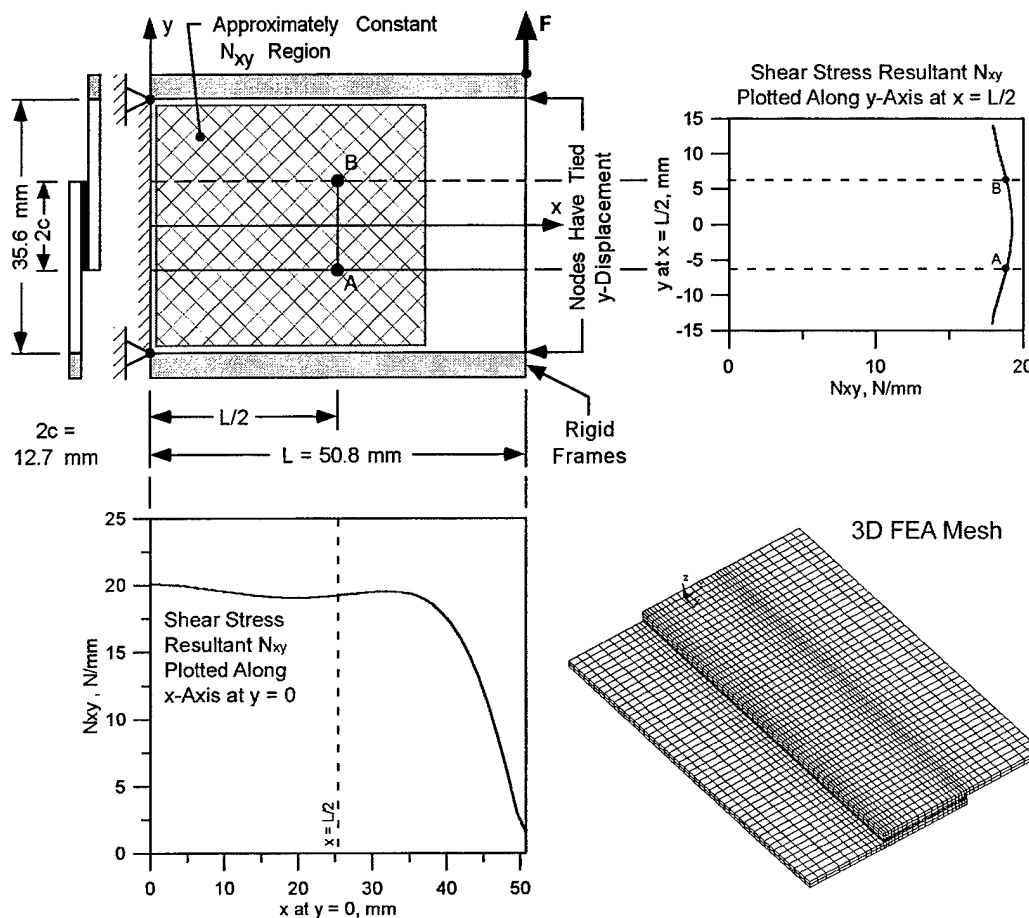 y
Approximately Constant
Nxy Region
F
35.6 mm
2c
B
A
x
Nodes Have Tied
y-Displacement
L/2
L = 50.8 mm
2c =
12.7 mm
Rigid
Frames
Shear Stress Resultant Nxy
Plotted Along y-Axis at x = L/2
y at x = L/2, mm
15
10
5
0
-5
-10
-15
B
A
0
10
20
Nxy, N/mm
Nxy , N/mm
25
20
15
10
5
0
Shear Stress
Resultant Nxy
Plotted Along
x-Axis at y = 0
x = L/2
0
10
20
30
40
50
x at y = 0, mm
3D FEA Mesh
z